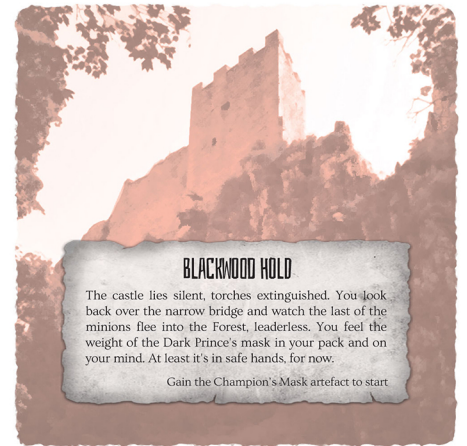 BLACKWOOD HOLD
The castle lies silent, torches extinguished. You look
back over the narrow bridge and watch the last of the
minions flee into the Forest, leaderless. You feel the
weight of the Dark Prince's mask in your pack and on
your mind. At least it's in safe hands, for now.
Gain the Champion's Mask artefact to start